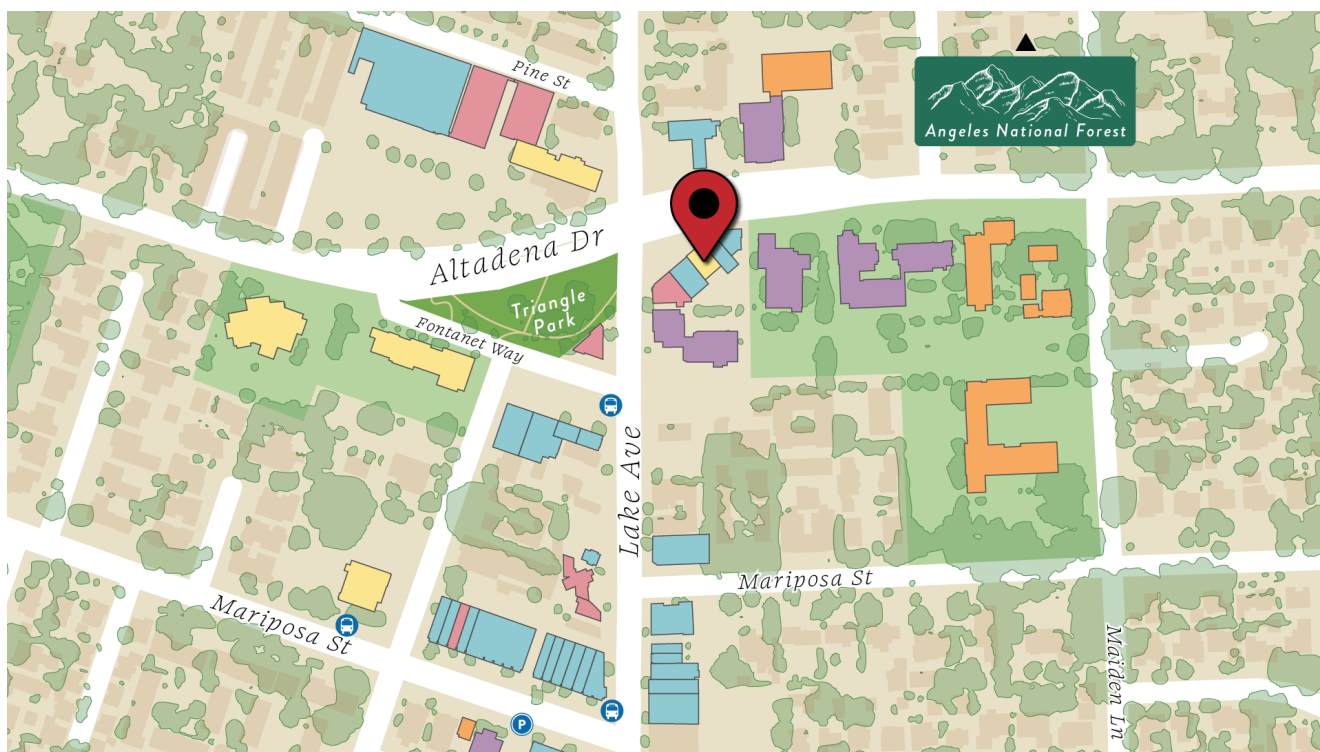 Pine St
Angeles National Forest
Altadena Dr
Triangle
Park
Fontanet Way
Lake Ave
Mariposa St
Mariposa St
Maiden Ln
P